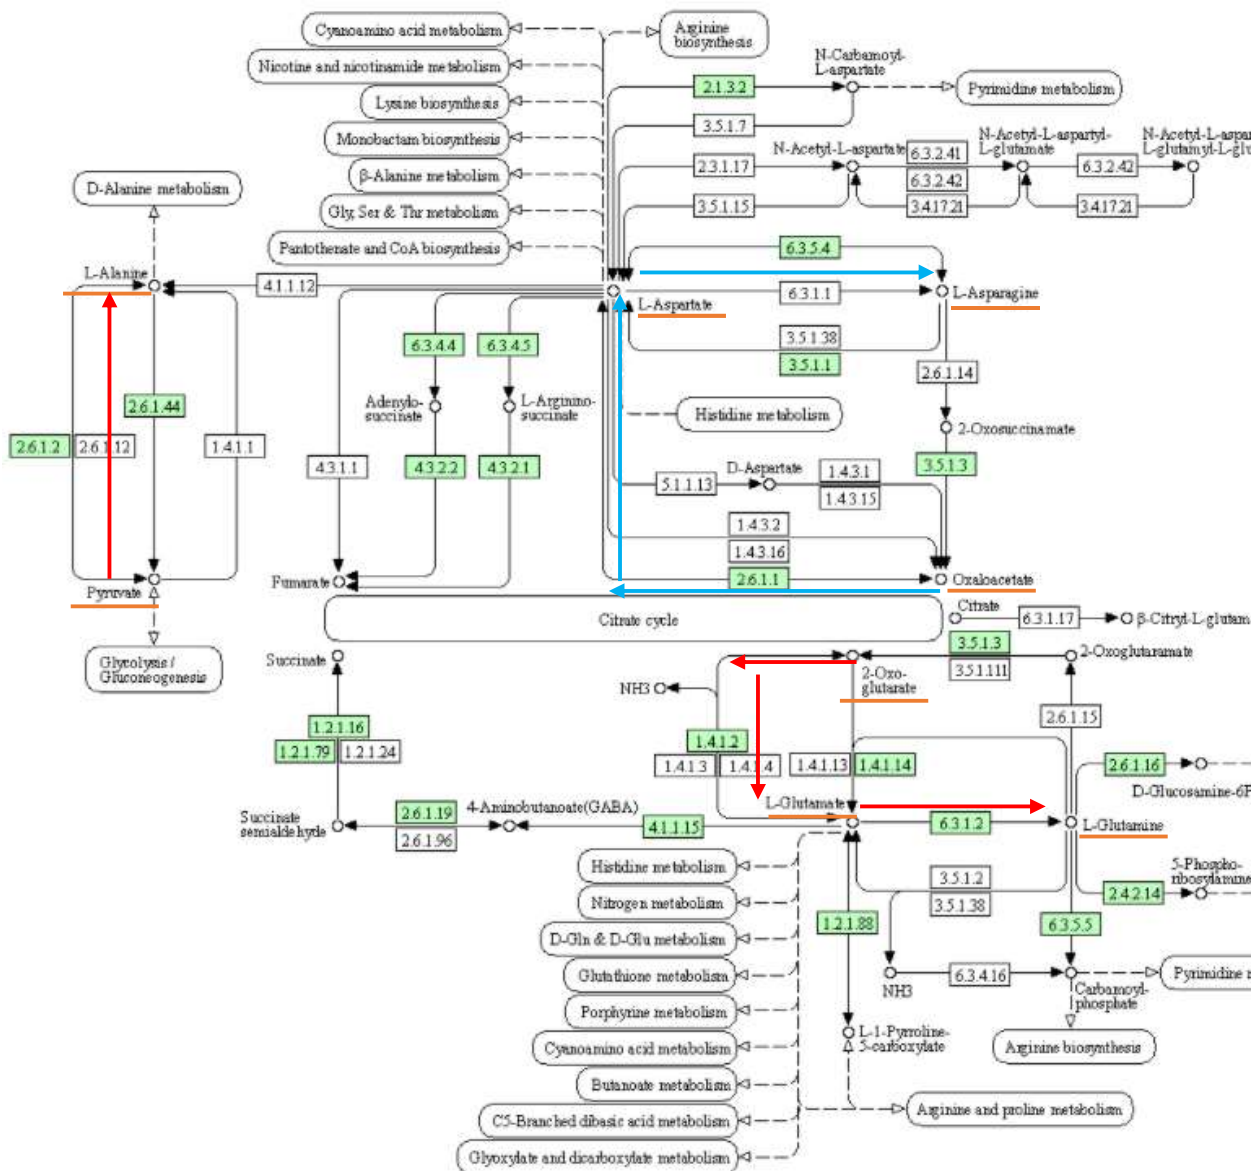 Cyanoamino acid metabolism
Arginine
biosynthesis
Nicotine and nicotinamide metabolism
Lysine biosynthesis
Monobactam biosynthesis
β-Alanine metabolism
Gly, Ser & Thr metabolism
Pantothenate and CoA biosynthesis
N-Carbamoyl-
L-aspartate
2.1.3.2
Pyrimidine metabolism
3.5.1.7
N-Acetyl-L-aspartate
2.3.1.17
6.3.2.41
6.3.2.42
N-Acetyl-L-aspartyl-
L-glutamate
6.3.2.42
N-Acetyl-L-aspar
L-glutamyl-L-glu
3.5.1.15
3.4.17.21
3.4.17.21
D-Alanine metabolism
L-Alanine
4.1.1.12
6.3.5.4
L-Aspartate
6.3.1.1
L-Asparagine
3.5.1.38
3.5.1.1
6.3.4.4
6.3.4.5
2.6.1.14
Adenylo-
succinate
L-Arginino-
succinate
Histidine metabolism
2-Oxosuccinamate
2.6.1.44
2.6.1.2
2.6.1.12
1.4.1.1
4.3.1.1
4.3.2.2
4.3.2.1
5.1.1.13
D-Aspartate
1.4.3.1
1.4.3.15
3.5.1.3
1.4.3.2
1.4.3.16
2.6.1.1
Pyruvate
Fumarate
Oxaloacetate
Citrate cycle
Citrate
6.3.1.17
β-Citryl-L-glutam
Glycolysis /
Gluconeogenesis
Succinate
NH3
2-Oxo-
glutarate
3.5.1.3
3.5.1.111
2-Oxoglutaramate
1.2.1.16
1.2.1.79
1.2.1.24
1.4.1.2
1.4.1.3
1.4.1.4
1.4.1.13
1.4.1.14
2.6.1.15
2.6.1.16
D-Glucosamine-6P
Succinate
semialdehyde
2.6.1.19
2.6.1.96
4-Aminobutanoate(GABA)
4.1.1.15
L-Glutamate
6.3.1.2
L-Glutamine
5-Phospho-
ribosylamine
Histidine metabolism
3.5.1.2
3.5.1.38
2.4.2.14
Nitrogen metabolism
1.2.1.88
6.3.5.5
D-Gln & D-Glu metabolism
Glutathione metabolism
NH3
6.3.4.16
Carbamoyl-
phosphate
Pyrimidine m
Porphyrine metabolism
L-1-Pyrroline-
5-carboxylate
Arginine biosynthesis
Cyanoamino acid metabolism
Butanoate metabolism
C5-Branched dibasic acid metabolism
Arginine and proline metabolism
Glyoxylate and dicarboxylate metabolism